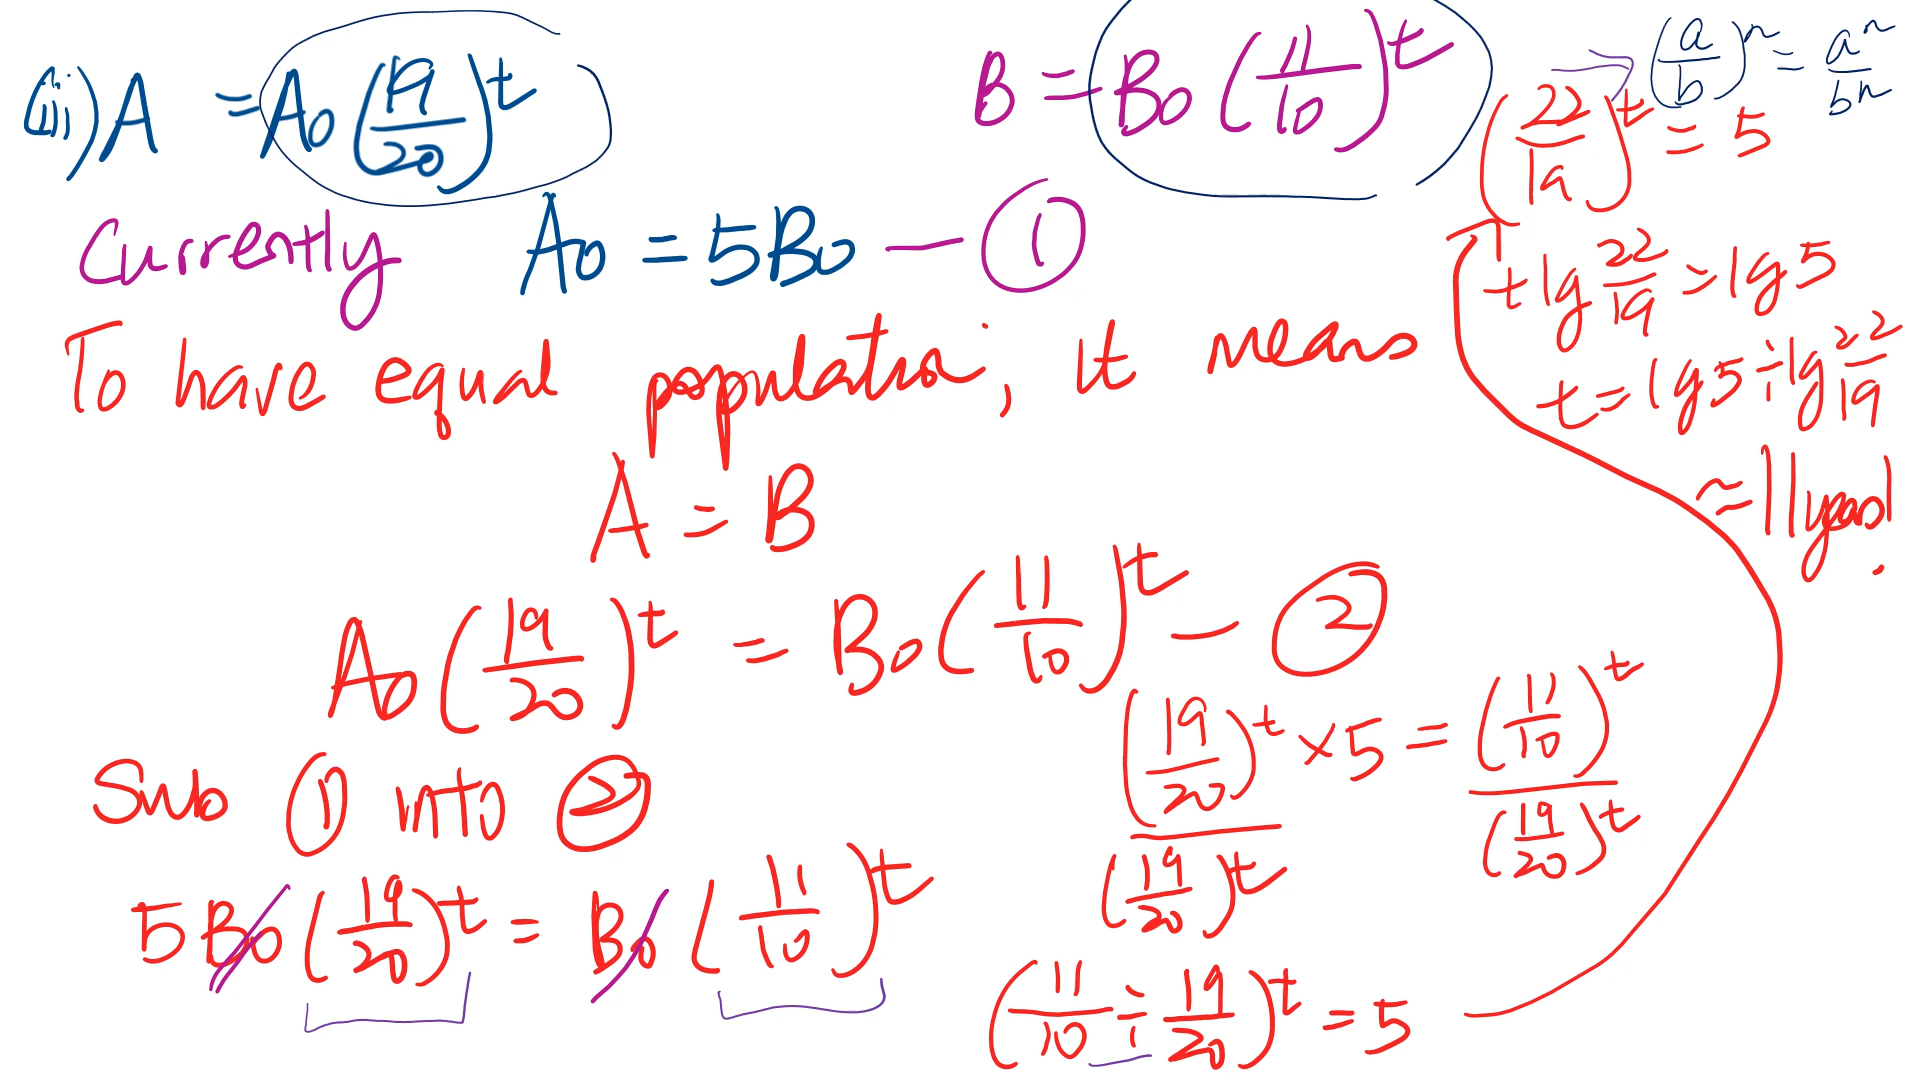 (iii) A = A₀(19/20)^t
B = B₀(11/10)^t
(a/b)^n = a^n/b^n
Currently A₀ = 5B₀ — ①
To have equal population, it means
A = B
A₀(19/20)^t = B₀(11/10)^t — ②
Sub ① into ②
5B₀(19/20)^t = B₀(11/10)^t
(19/20)^t × 5 / (19/20)^t = (11/10)^t / (19/20)^t
(11/10 ÷ 19/20)^t = 5
(22/19)^t = 5
t lg 22/19 = lg 5
t = lg 5 ÷ lg 22/19
≈ 11 years.